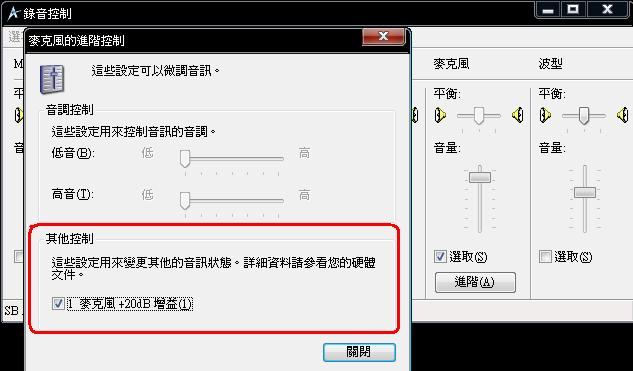 錄音控制
選
麥克風的進階控制
這些設定可以微調音訊。
音調控制
這些設定用來控制音訊的音調。
低音(B): 低 高
高音(T): 低 高
其他控制
這些設定用來變更其他的音訊狀態。詳細資料請參看您的硬體
文件。
1 麥克風 +20dB 增益(1)
關閉
M
平
音
SB
麥克風
平衡:
音量:
選取(S)
進階(A)
波型
平衡:
音量:
選取(S)